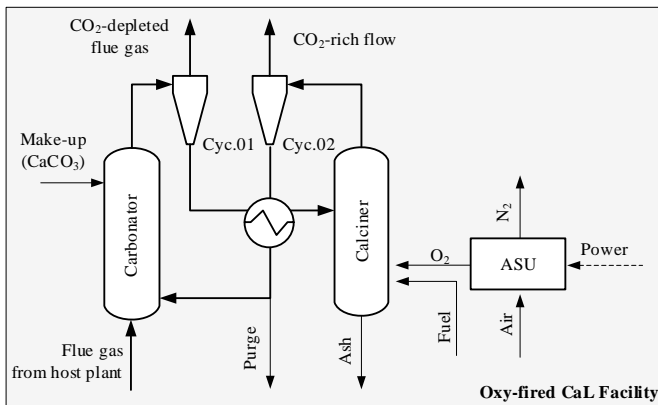 CO₂-depleted
flue gas
CO₂-rich flow
Make-up
(CaCO₃)
Cyc.01
Cyc.02
Carbonator
Calciner
N₂
O₂
ASU
Power
Flue gas
from host plant
Purge
Ash
Fuel
Air
Oxy-fired CaL Facility